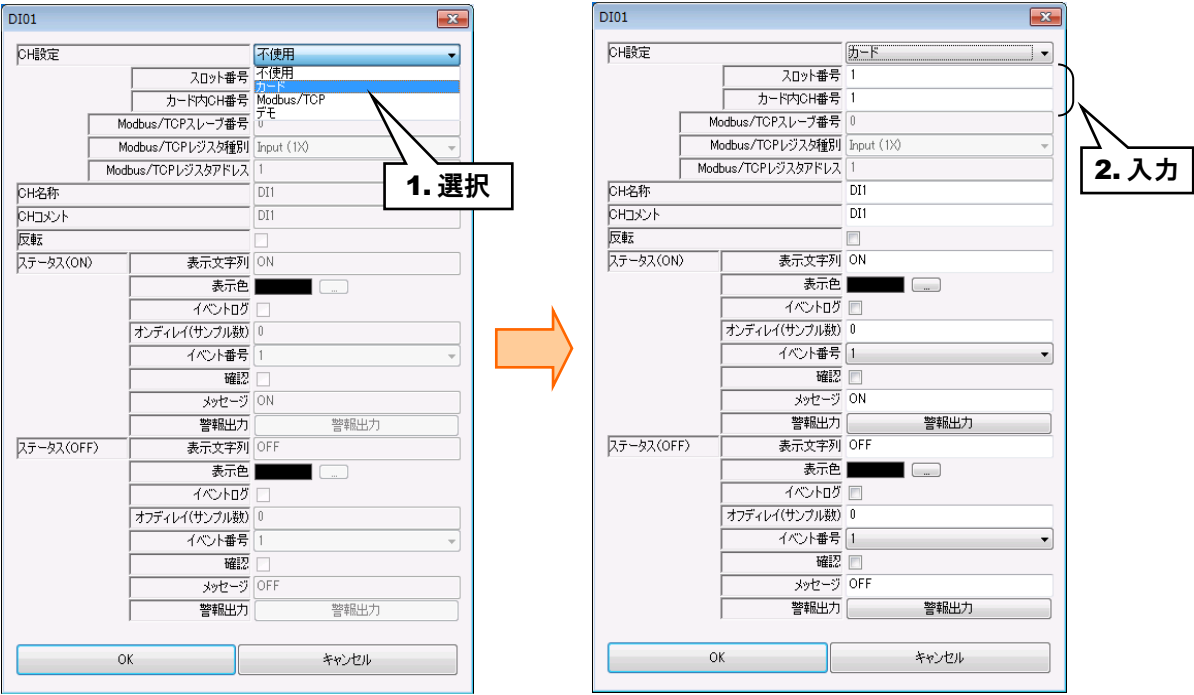 DI01
CH設定 不使用
不使用
スロット番号 カード
カード内CH番号 Modbus/TCP
デモ
Modbus/TCPスレーブ番号 0
Modbus/TCPレジスタ種別 Input (1X)
Modbus/TCPレジスタアドレス 1
CH名称 DI1
CHコメント DI1
反転
ステータス(ON) 表示文字列 ON
表示色 ...
イベントログ
オンディレイ(サンプル数) 0
イベント番号 1
確認
メッセージ ON
警報出力 警報出力
ステータス(OFF) 表示文字列 OFF
表示色 ...
イベントログ
オフディレイ(サンプル数) 0
イベント番号 1
確認
メッセージ OFF
警報出力 警報出力
OK キャンセル
1. 選択
DI01
CH設定 カード
スロット番号 1
カード内CH番号 1
Modbus/TCPスレーブ番号 0
Modbus/TCPレジスタ種別 Input (1X)
Modbus/TCPレジスタアドレス 1
CH名称 DI1
CHコメント DI1
反転
ステータス(ON) 表示文字列 ON
表示色 ...
イベントログ
オンディレイ(サンプル数) 0
イベント番号 1
確認
メッセージ ON
警報出力 警報出力
ステータス(OFF) 表示文字列 OFF
表示色 ...
イベントログ
オフディレイ(サンプル数) 0
イベント番号 1
確認
メッセージ OFF
警報出力 警報出力
OK キャンセル
2. 入力